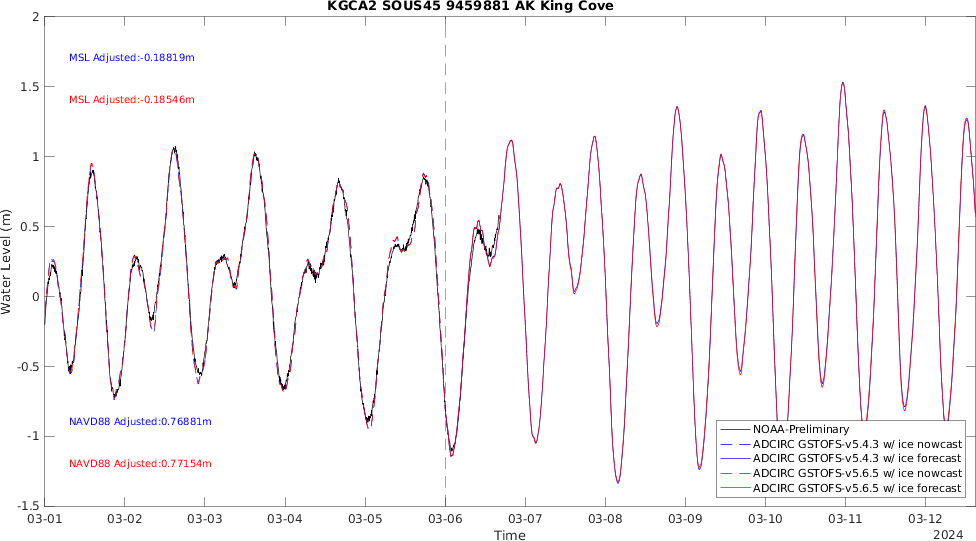 KGCA2 SOUS45 9459881 AK King Cove
MSL Adjusted:-0.18819m
MSL Adjusted:-0.18546m
NAVD88 Adjusted:0.76881m
NAVD88 Adjusted:0.77154m
Water Level (m)
2
1.5
1
0.5
0
-0.5
-1
-1.5
NOAA-Preliminary
ADCIRC GSTOFS-v5.4.3 w/ ice nowcast
ADCIRC GSTOFS-v5.4.3 w/ ice forecast
ADCIRC GSTOFS-v5.6.5 w/ ice nowcast
ADCIRC GSTOFS-v5.6.5 w/ ice forecast
03-01 03-02 03-03 03-04 03-05 03-06 03-07 03-08 03-09 03-10 03-11 03-12
Time
2024